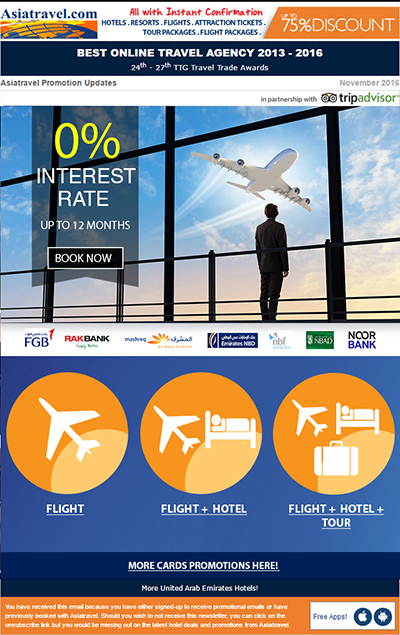 Asiatravel.com
All with Instant Confirmation
HOTELS . RESORTS . FLIGHTS . ATTRACTION TICKETS .
TOUR PACKAGES . FLIGHT PACKAGES .
UP TO
75% DISCOUNT
BEST ONLINE TRAVEL AGENCY 2013 - 2016
24th - 27th TTG Travel Trade Awards
Asiatravel Promotion Updates
November 2016
in partnership with tripadvisor
0%
INTEREST
RATE
UP TO 12 MONTHS
BOOK NOW
FGB
RAKBANK
Simply Better
mashreq المشرق
بنك الإمارات دبي الوطني
Emirates NBD
nbf
NBAD
NOOR
BANK
FLIGHT
FLIGHT + HOTEL
FLIGHT + HOTEL +
TOUR
MORE CARDS PROMOTIONS HERE!
More United Arab Emirates Hotels!
You have received this email because you have either signed-up to receive promotional emails or have
previously booked with Asiatravel. Should you wish to not receive this newsletter, you can click on the
unsubscribe link but you would be missing out on the latest hotel deals and promotions from Asiatravel.
Free Apps: